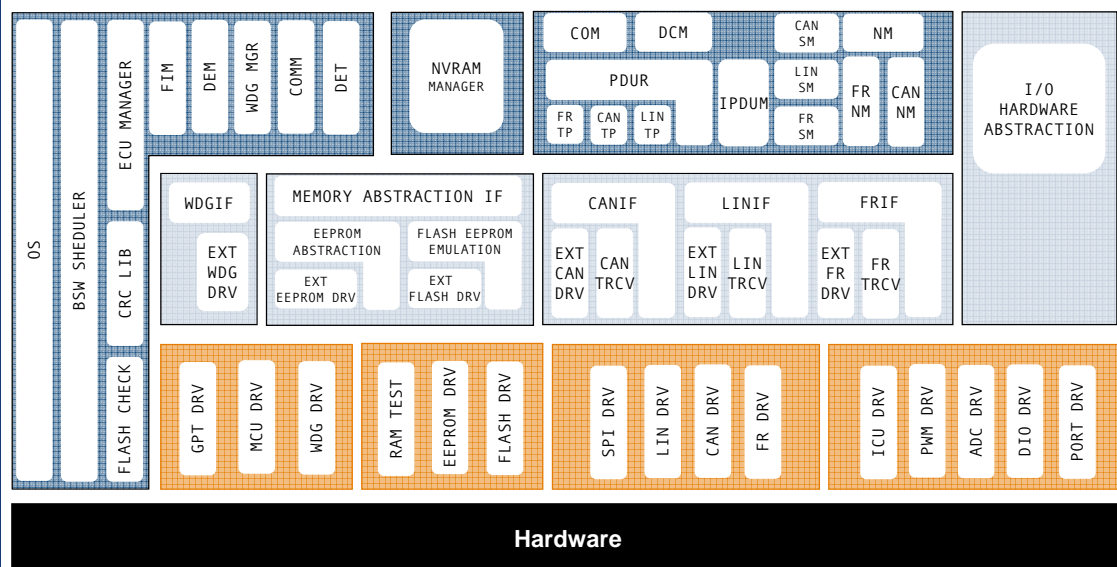 OS
BSW SHEDULER
ECU MANAGER
CRC LIB
FLASH CHECK
FIM
DEM
WDG MGR
COMM
DET
NVRAM
MANAGER
COM
DCM
PDUR
FR
TP
CAN
TP
LIN
TP
IPDUM
CAN
SM
LIN
SM
FR
SM
NM
FR
NM
CAN
NM
I/O
HARDWARE
ABSTRACTION
WDGIF
EXT
WDG
DRV
MEMORY ABSTRACTION IF
EEPROM
ABSTRACTION
EXT
EEPROM DRV
FLASH EEPROM
EMULATION
EXT
FLASH DRV
CANIF
EXT
CAN
DRV
CAN
TRCV
LINIF
EXT
LIN
DRV
LIN
TRCV
FRIF
EXT
FR
DRV
FR
TRCV
GPT DRV
MCU DRV
WDG DRV
RAM TEST
EEPROM DRV
FLASH DRV
SPI DRV
LIN DRV
CAN DRV
FR DRV
ICU DRV
PWM DRV
ADC DRV
DIO DRV
PORT DRV
Hardware